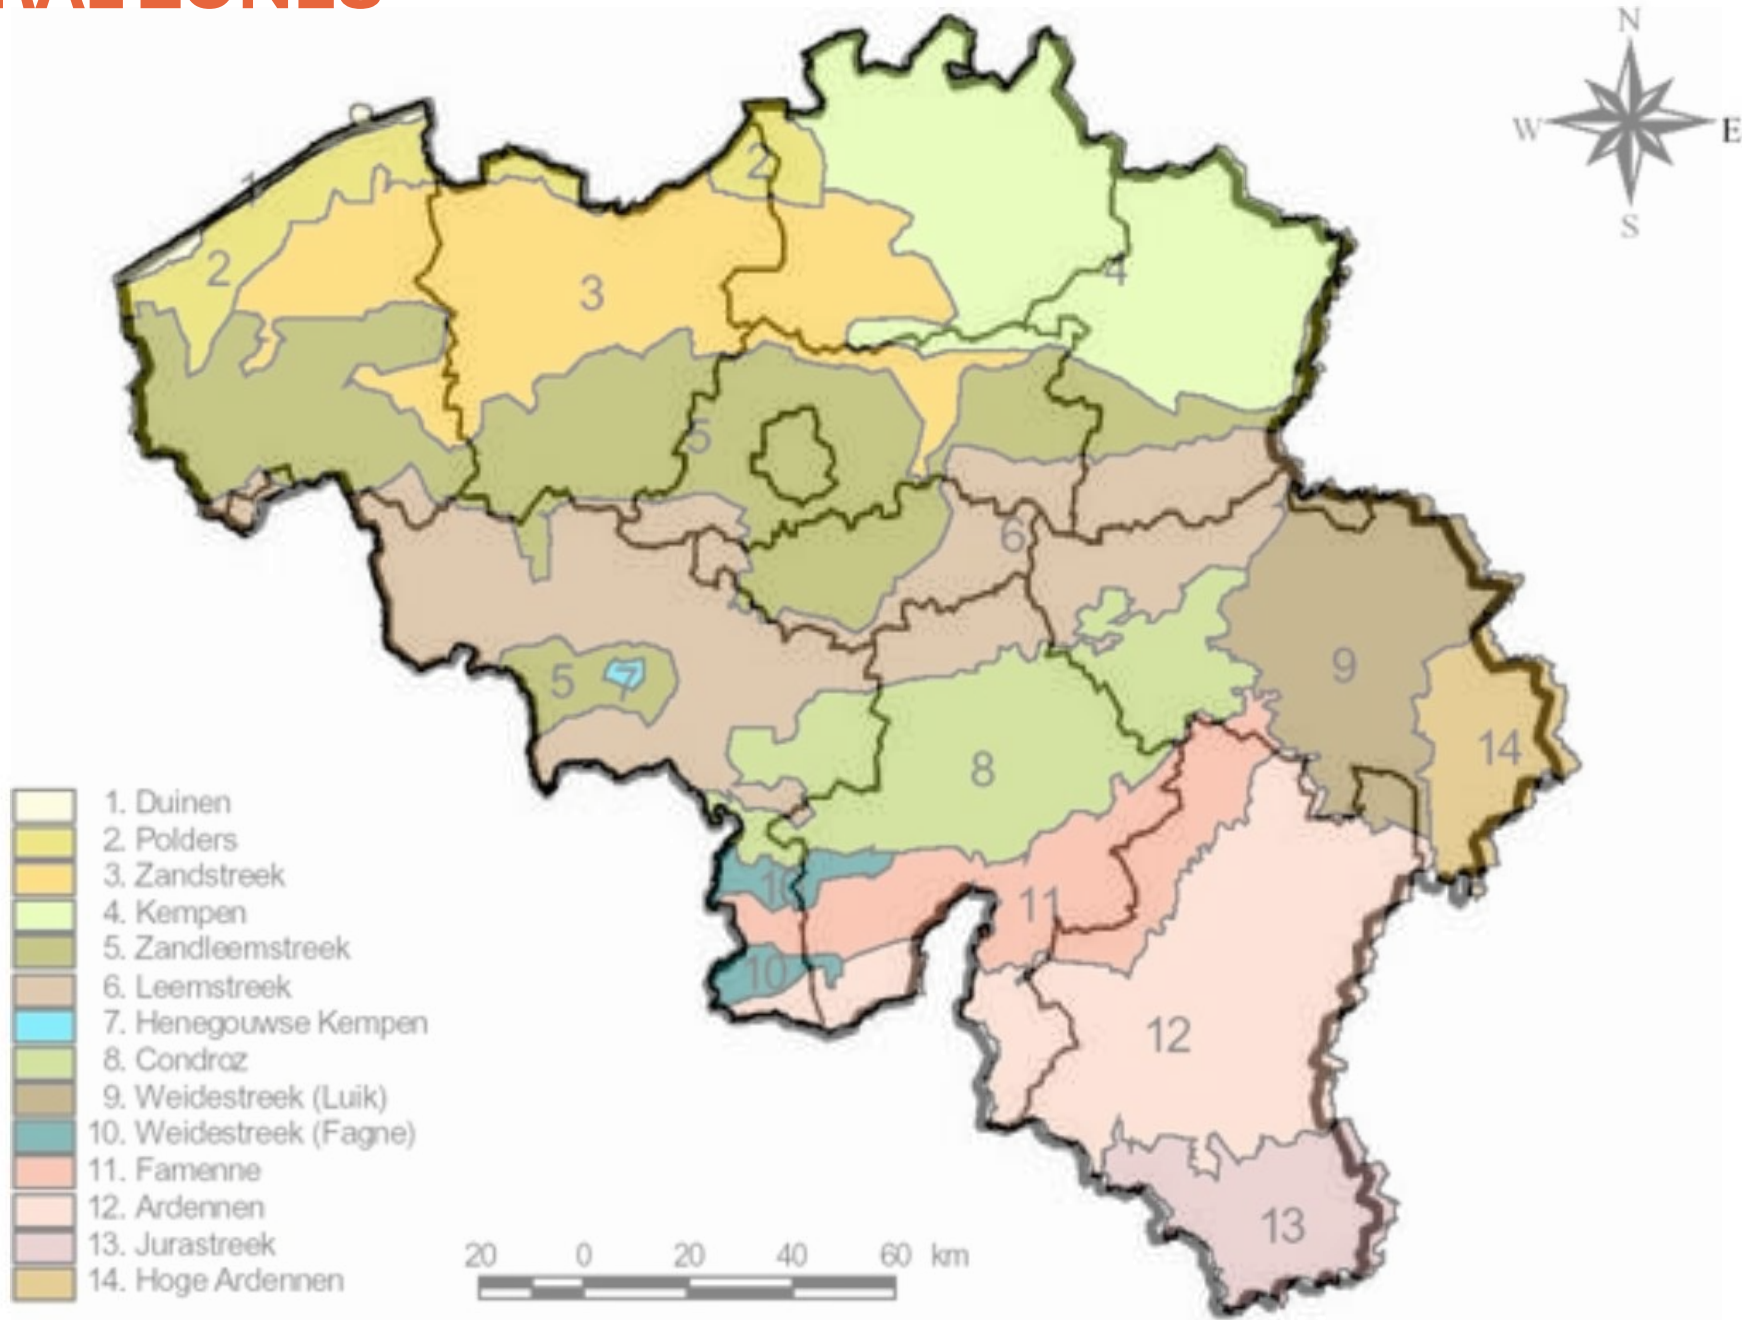 N
W E
S
1
2
2
3
4
5
6
5
7
9
8
14
10
11
10
12
13
1. Duinen
2. Polders
3. Zandstreek
4. Kempen
5. Zandleemstreek
6. Leemstreek
7. Henegouwse Kempen
8. Condroz
9. Weidestreek (Luik)
10. Weidestreek (Fagne)
11. Famenne
12. Ardennen
13. Jurastreek
14. Hoge Ardennen
20 0 20 40 60 km